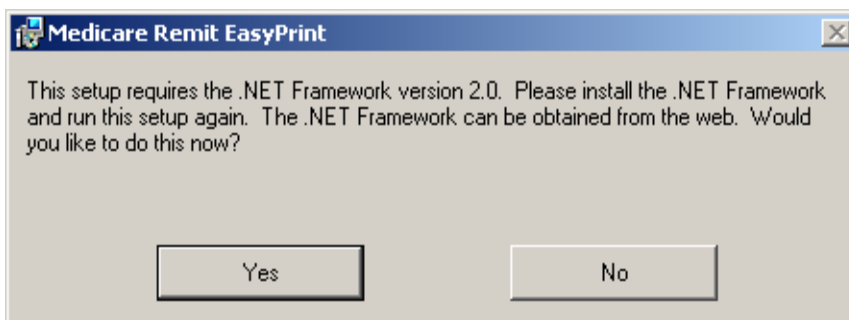 Medicare Remit EasyPrint
This setup requires the .NET Framework version 2.0.  Please install the .NET Framework
and run this setup again.  The .NET Framework can be obtained from the web.  Would
you like to do this now?
Yes
No